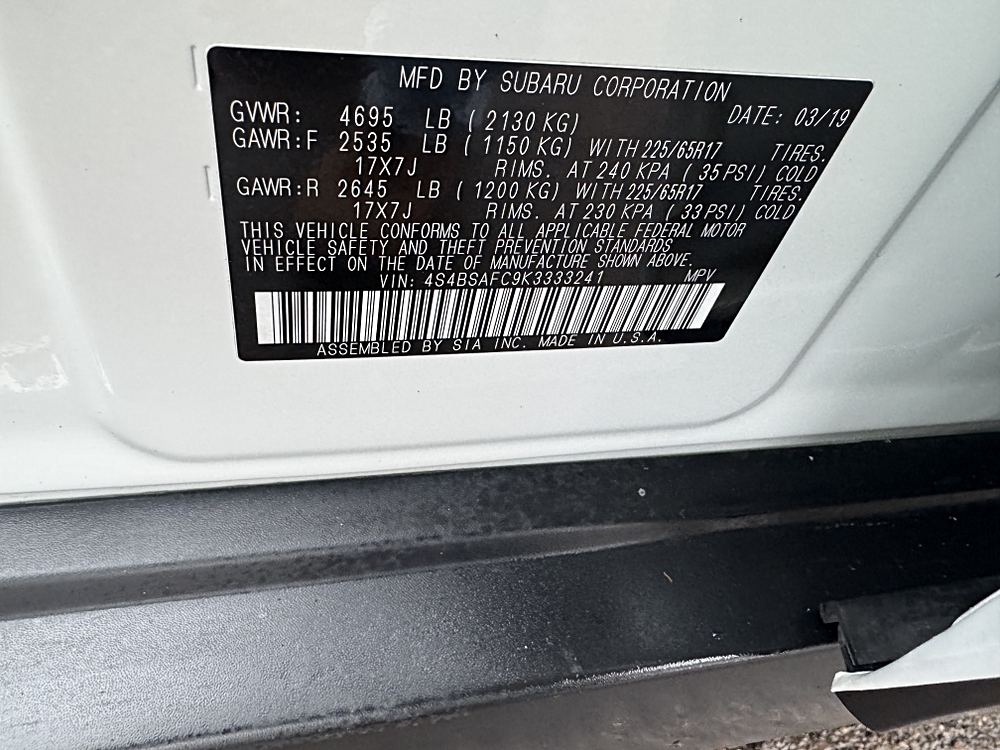 MFD BY SUBARU CORPORATION
GVWR: 4695 LB ( 2130 KG) DATE: 03/19
GAWR:F 2535 LB ( 1150 KG) WITH 225/65R17 TIRES.
17X7J RIMS. AT 240 KPA ( 35 PSI) COLD
GAWR:R 2645 LB ( 1200 KG) WITH 225/65R17 TIRES.
17X7J RIMS. AT 230 KPA ( 33 PSI) COLD
THIS VEHICLE CONFORMS TO ALL APPLICABLE FEDERAL MOTOR
VEHICLE SAFETY AND THEFT PREVENTION STANDARDS
IN EFFECT ON THE DATE OF MANUFACTURE SHOWN ABOVE.
VIN: 4S4BSAFC9K3333241 MPV
ASSEMBLED BY SIA INC. MADE IN U.S.A.